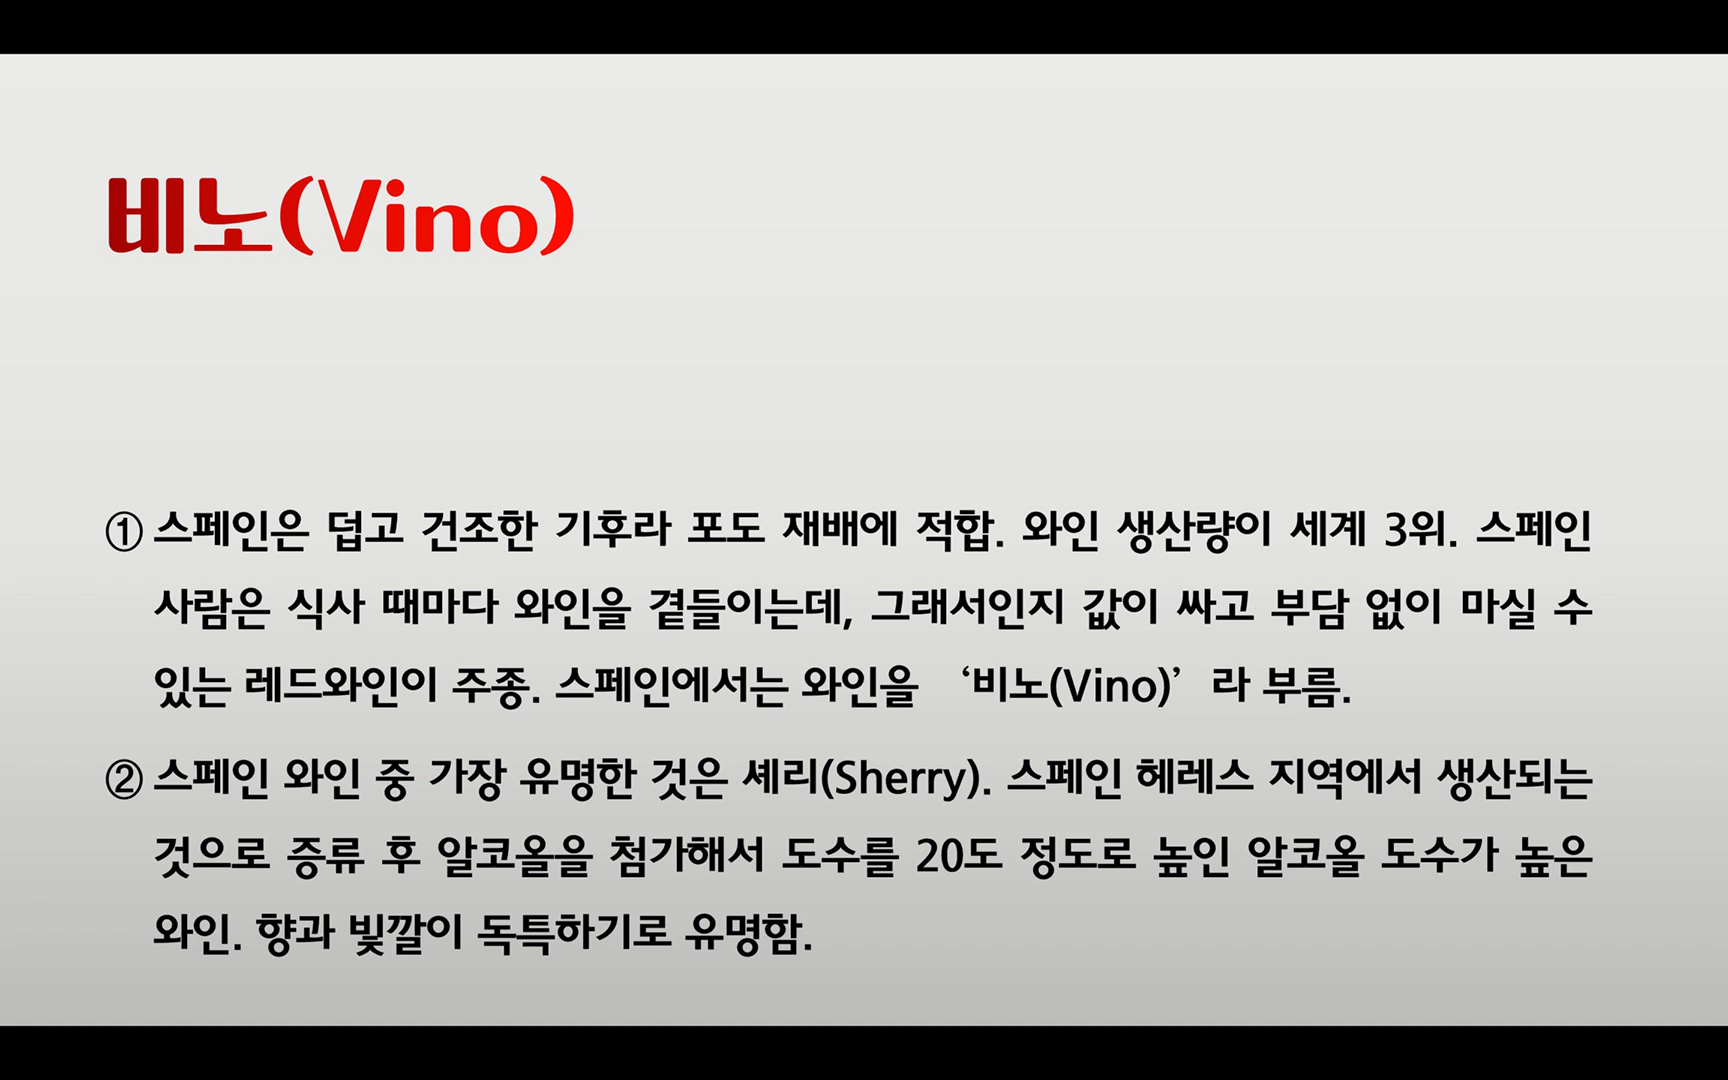 비노(Vino)
① 스페인은 덥고 건조한 기후라 포도 재배에 적합. 와인 생산량이 세계 3위. 스페인
사람은 식사 때마다 와인을 곁들이는데, 그래서인지 값이 싸고 부담 없이 마실 수
있는 레드와인이 주종. 스페인에서는 와인을 ‘비노(Vino)’라 부름.
② 스페인 와인 중 가장 유명한 것은 셰리(Sherry). 스페인 헤레스 지역에서 생산되는
것으로 증류 후 알코올을 첨가해서 도수를 20도 정도로 높인 알코올 도수가 높은
와인. 향과 빛깔이 독특하기로 유명함.